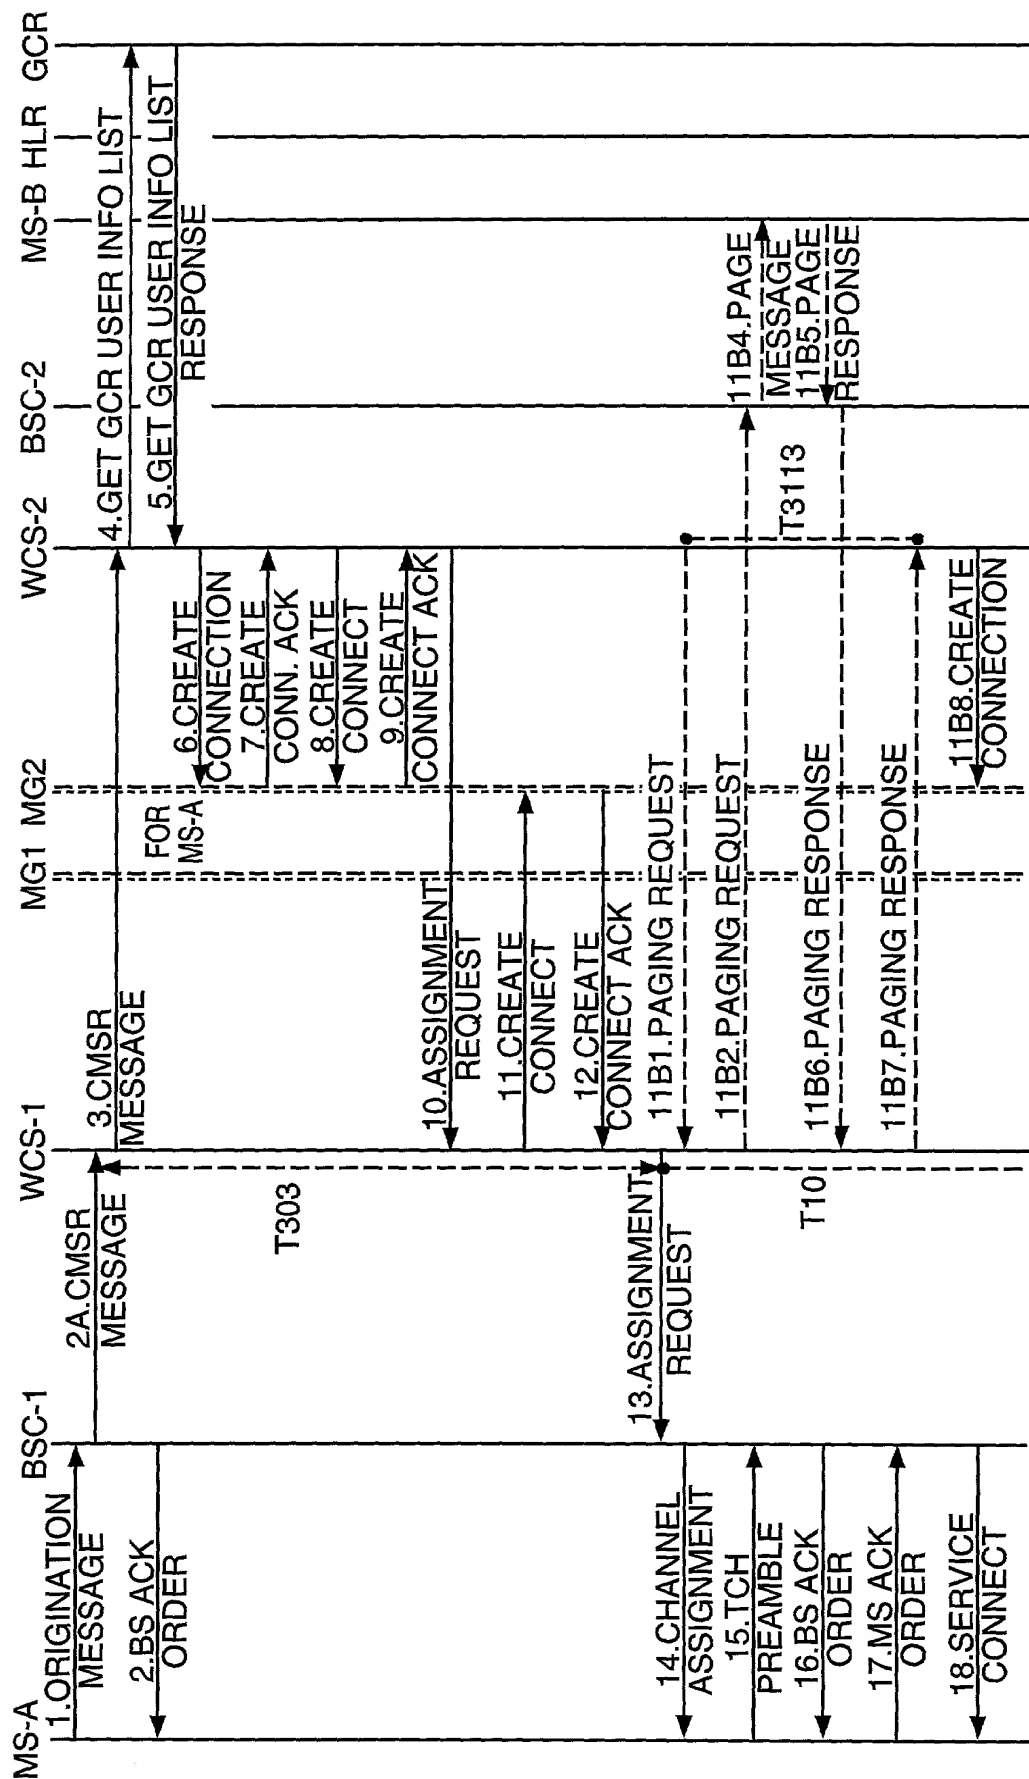 MS-A
BSC-1
WCS-1
MG1
MG2
WCS-2
BSC-2
MS-B
HLR
GCR
1.ORIGINATION
MESSAGE
2A.CMSR
MESSAGE
3.CMSR
MESSAGE
4.GET GCR USER INFO LIST
2.BS ACK
ORDER
5.GET GCR USER INFO LIST
RESPONSE
FOR
MS-A
6.CREATE
CONNECTION
7.CREATE
CONN. ACK
8.CREATE
CONNECT
9.CREATE
CONNECT ACK
T303
10.ASSIGNMENT
REQUEST
11.CREATE
CONNECT
12.CREATE
CONNECT ACK
13.ASSIGNMENT
REQUEST
11B1.PAGING REQUEST
14.CHANNEL
ASSIGNMENT
11B2.PAGING REQUEST
11B4.PAGE
MESSAGE
T3113
15.TCH
PREAMBLE
11B5.PAGE
RESPONSE
T10
16.BS ACK
ORDER
11B6.PAGING RESPONSE
17.MS ACK
ORDER
11B7.PAGING RESPONSE
18.SERVICE
CONNECT
11B8.CREATE
CONNECTION